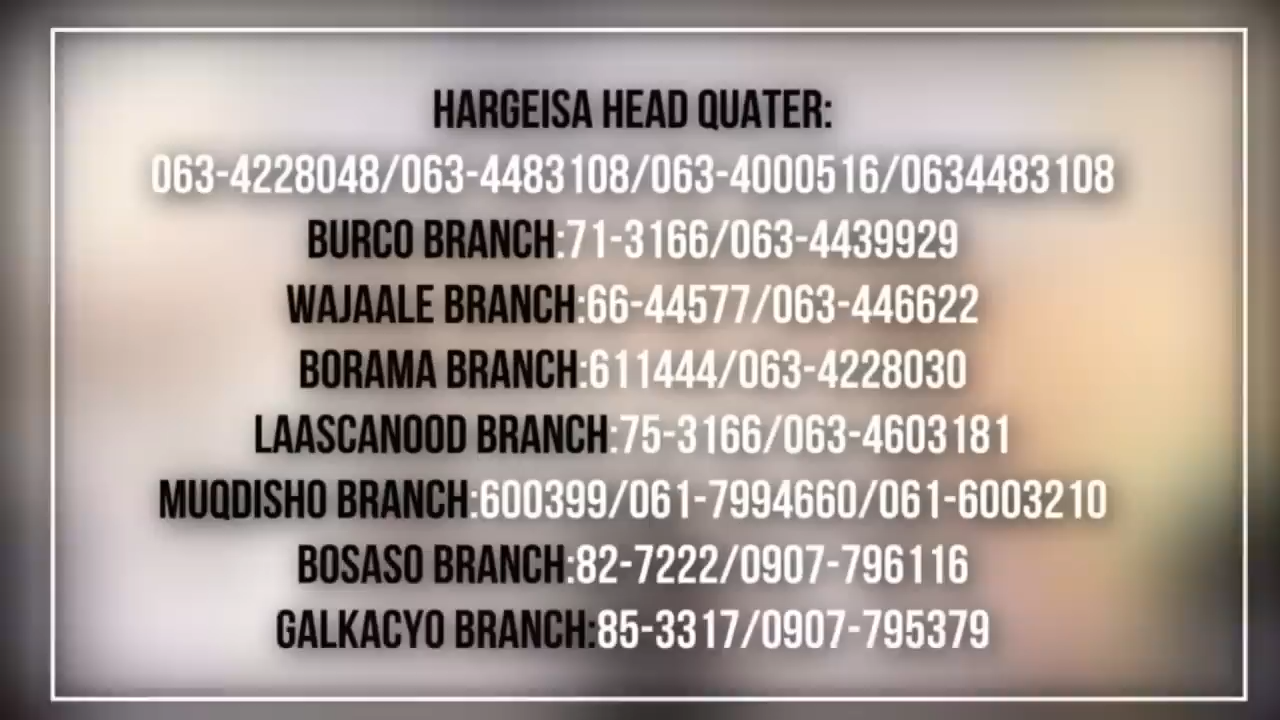 HARGEISA HEAD QUATER:
063-4228048/063-4483108/063-4000516/0634483108
BURCO BRANCH:71-3166/063-4439929
WAJAALE BRANCH:66-44577/063-446622
BORAMA BRANCH:611444/063-4228030
LAASCANOOD BRANCH:75-3166/063-4603181
MUQDISHO BRANCH:600399/061-7994660/061-6003210
BOSASO BRANCH:82-7222/0907-796116
GALKACYO BRANCH:85-3317/0907-795379